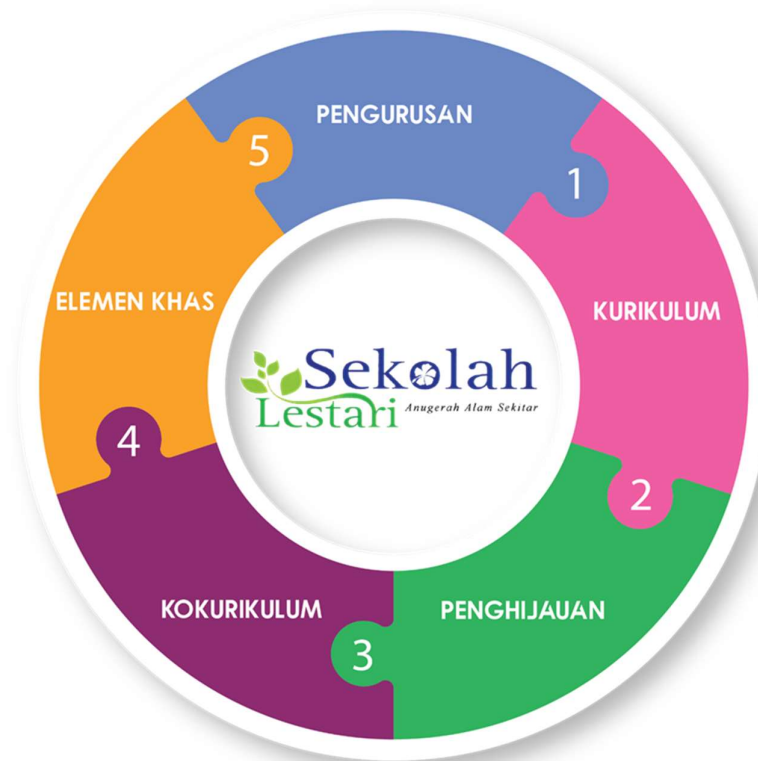 PENGURUSAN
1
KURIKULUM
2
PENGHIJAUAN
3
KOKURIKULUM
4
ELEMEN KHAS
5
Sekolah
Lestari Anugerah Alam Sekitar